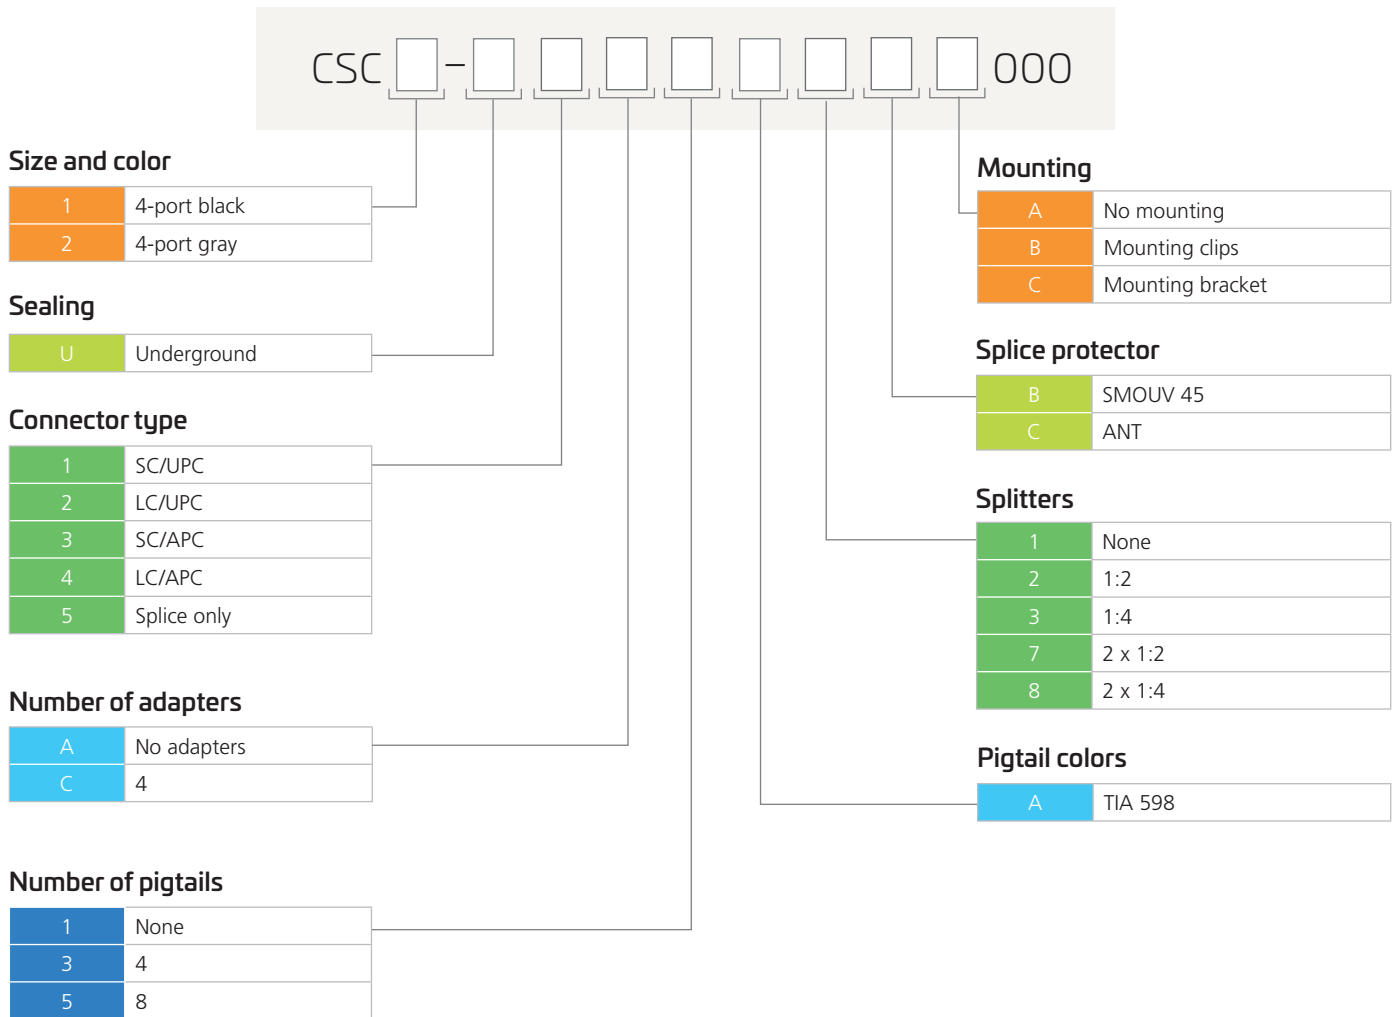 CSC – 000
Size and color
1 4-port black
2 4-port gray
Sealing
U Underground
Connector type
1 SC/UPC
2 LC/UPC
3 SC/APC
4 LC/APC
5 Splice only
Number of adapters
A No adapters
C 4
Number of pigtails
1 None
3 4
5 8
Mounting
A No mounting
B Mounting clips
C Mounting bracket
Splice protector
B SMOUV 45
C ANT
Splitters
1 None
2 1:2
3 1:4
7 2 x 1:2
8 2 x 1:4
Pigtail colors
A TIA 598